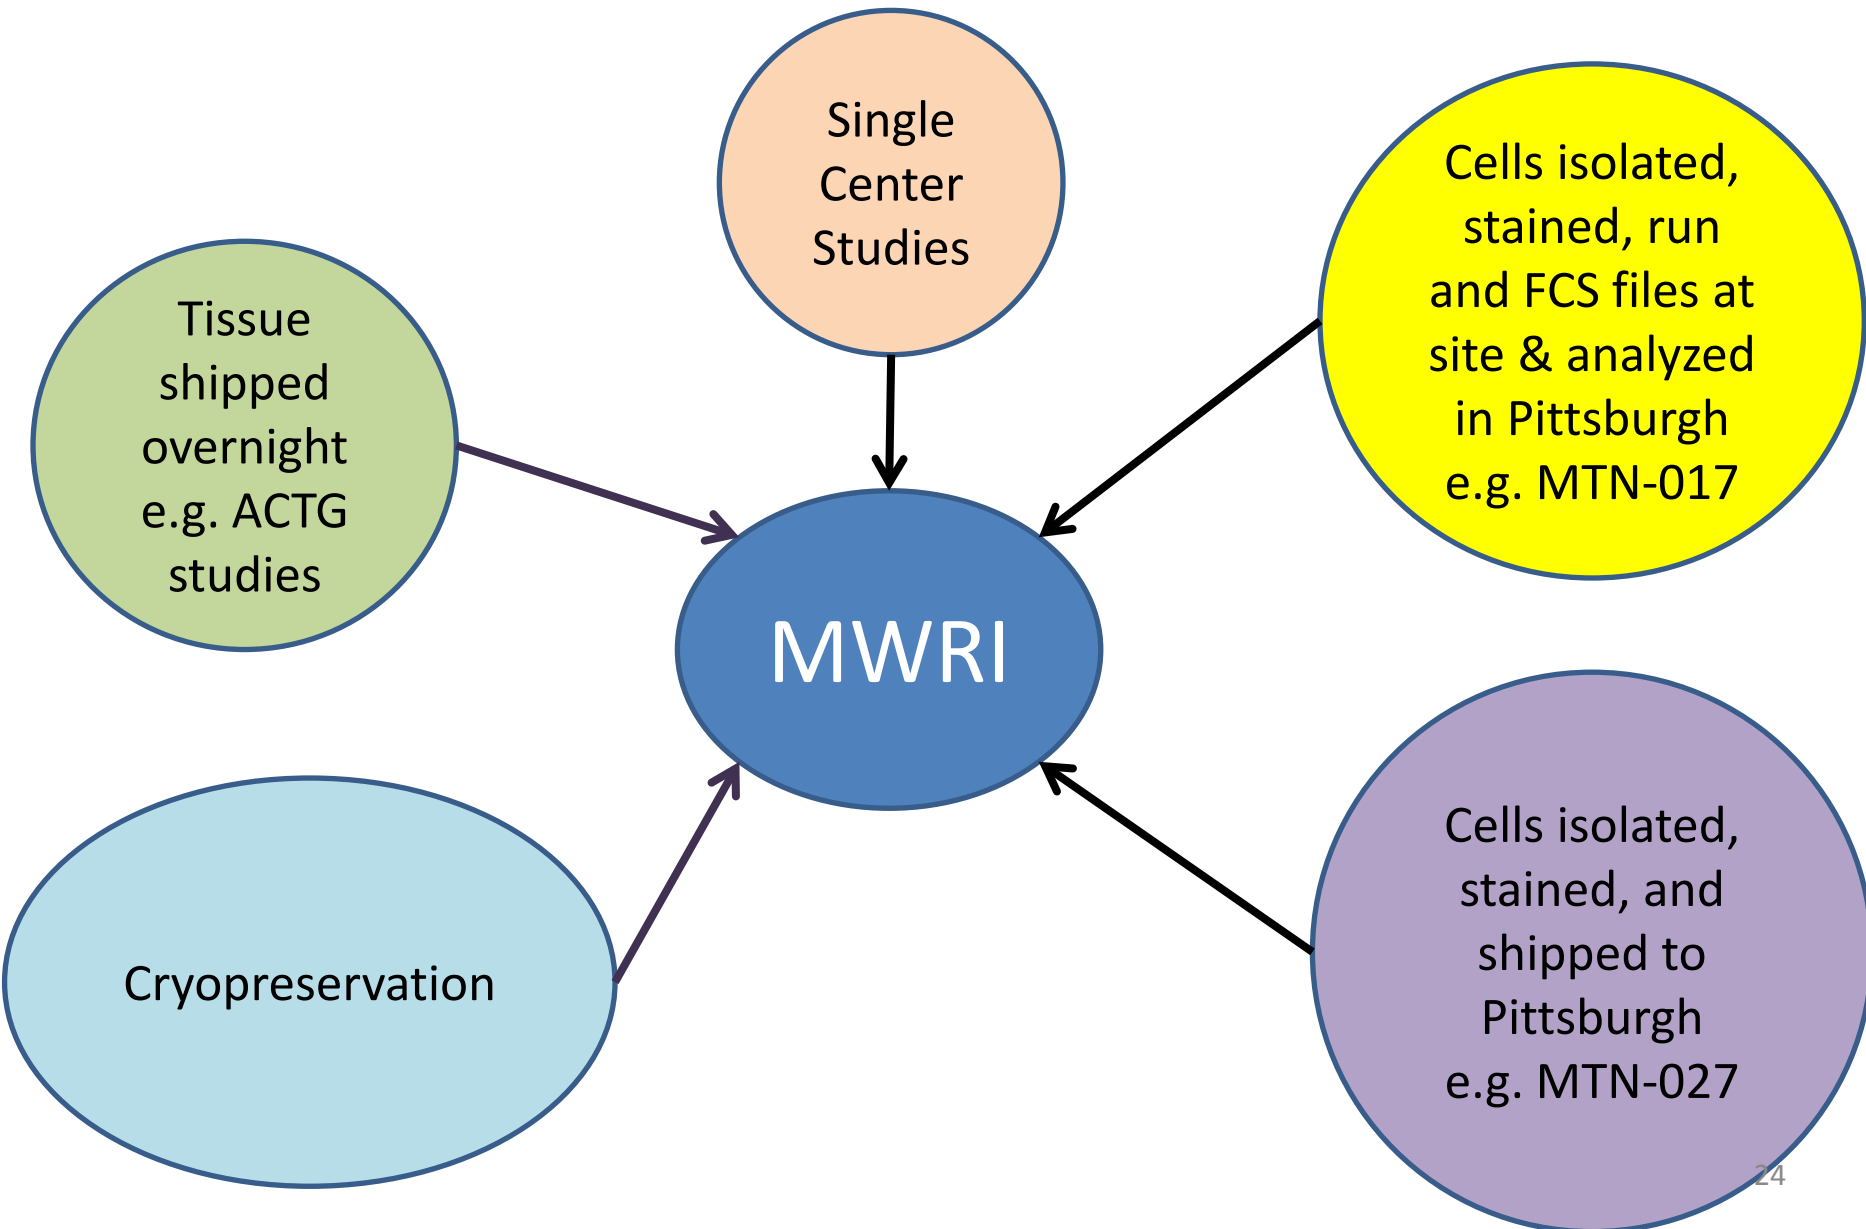 Single
Center
Studies
Cells isolated,
stained, run
and FCS files at
site & analyzed
in Pittsburgh
e.g. MTN-017
Tissue
shipped
overnight
e.g. ACTG
studies
MWRI
Cryopreservation
Cells isolated,
stained, and
shipped to
Pittsburgh
e.g. MTN-027
24